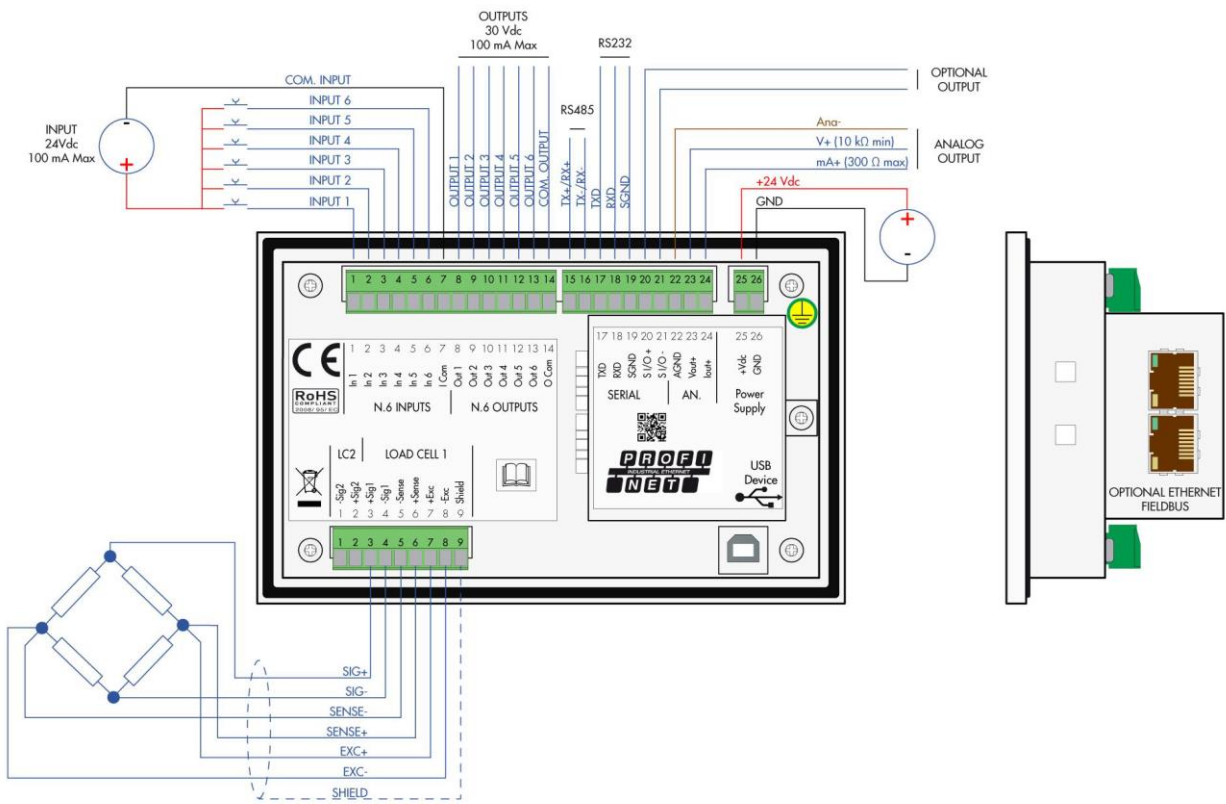 OUTPUTS
30 Vdc
100 mA Max
RS232
COM. INPUT
INPUT 6
INPUT 5
INPUT 4
INPUT 3
INPUT 2
INPUT 1
INPUT
24Vdc
100 mA Max
-
+
OUTPUT 1
OUTPUT 2
OUTPUT 3
OUTPUT 4
OUTPUT 5
OUTPUT 6
COM. OUTPUT
RS485
TX+/RX+
TX-/RX-
TXD
RXD
SGND
OPTIONAL
OUTPUT
Ana-
V+ (10 kΩ min)
mA+ (300 Ω max)
ANALOG
OUTPUT
+24 Vdc
GND
+
-
1 2 3 4 5 6 7 8 9 10 11 12 13 14
15 16 17 18 19 20 21 22 23 24
25 26
CE
RoHS
COMPLIANT
2008/95/EC
1 2 3 4 5 6 7 8 9 10 11 12 13 14
In 1
In 2
In 3
In 4
In 5
In 6
I Com
Out 1
Out 2
Out 3
Out 4
Out 5
Out 6
O Com
N.6 INPUTS
N.6 OUTPUTS
17 18 19 20 21 22 23 24
25 26
TXD
RXD
SGND
S I/O +
S I/O -
AGND
Vout+
Iout+
+Vdc
GND
SERIAL
AN.
Power
Supply
PROFI
INDUSTRIAL ETHERNET
NET
USB
Device
LC2
LOAD CELL 1
-Sig2
+Sig2
+Sig1
-Sig1
-Sense
+Sense
+Exc
-Exc
Shield
1 2 3 4 5 6 7 8 9
1 2 3 4 5 6 7 8 9
SIG+
SIG-
SENSE-
SENSE+
EXC+
EXC-
SHIELD
OPTIONAL ETHERNET
FIELDBUS